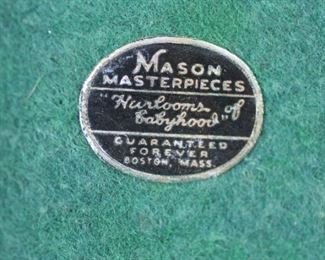 MASON
MASTERPIECES
"Heirlooms of
babyhood"
GUARANTEED
FOREVER
BOSTON, MASS.